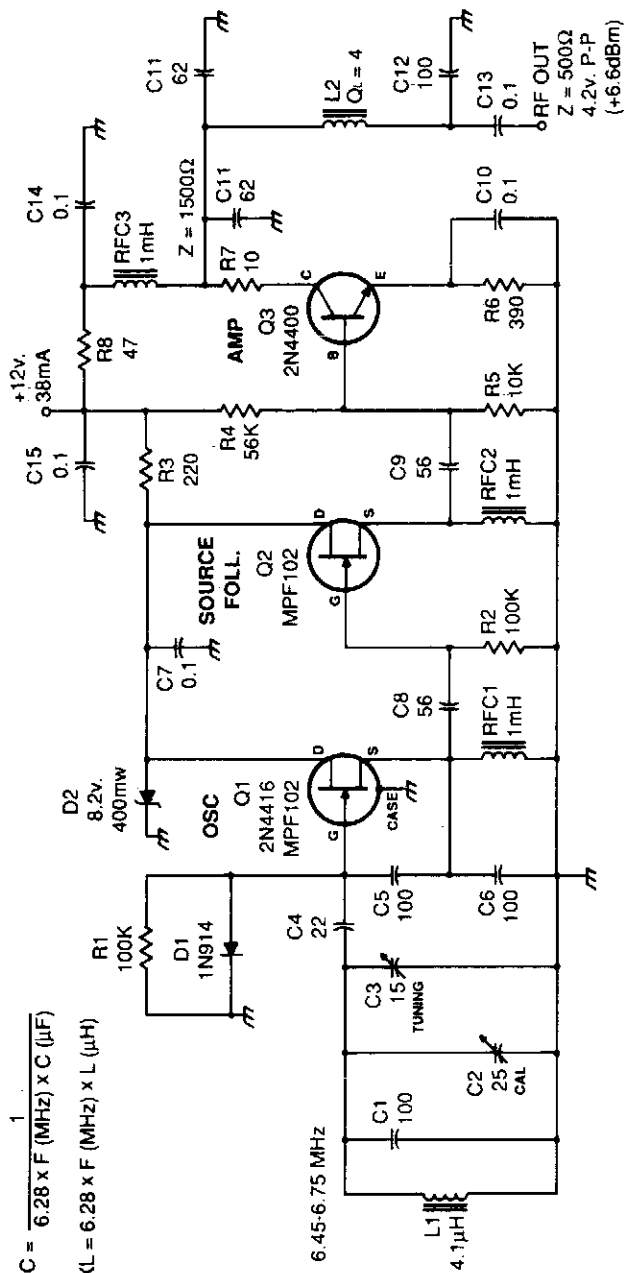 C = 1
6.28 x F (MHz) x C (µF)
XL = 6.28 x F (MHz) x L (µH)
6.45-6.75 MHz
L1
4.1µH
C1
100
C2
25
CAL
C3
15
TUNING
C4
22
R1
100K
D1
1N914
C5
100
C6
100
D2
8.2v.
400mw
OSC
Q1
2N4416
MPF102
G
D
S
CASE
C8
56
RFC1
1mH
C7
0.1
SOURCE
FOLL.
Q2
MPF102
G
D
S
R2
100K
C9
56
RFC2
1mH
C15
0.1
+12v.
38mA
R3
220
R4
56K
R5
10K
R8
47
AMP
Q3
2N4400
B
C
E
R6
390
C10
0.1
R7
10
RFC3
1mH
C14
0.1
Z = 1500Ω
C11
62
C11
62
L2
QL = 4
C12
100
C13
0.1
RF OUT
Z = 500Ω
4.2v. P-P
(+6.6dBm)